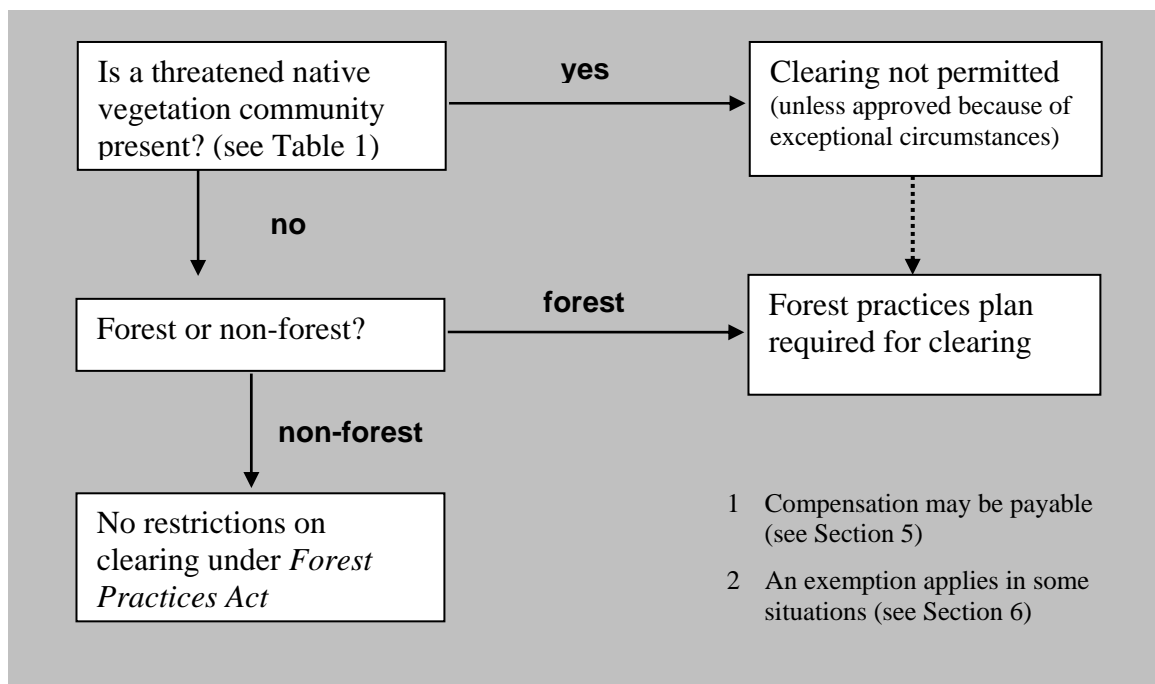 Is a threatened native
vegetation community
present? (see Table 1)
yes
Clearing not permitted
(unless approved because of
exceptional circumstances)
no
Forest or non-forest?
forest
Forest practices plan
required for clearing
non-forest
No restrictions on
clearing under Forest
Practices Act
1 Compensation may be payable
(see Section 5)
2 An exemption applies in some
situations (see Section 6)